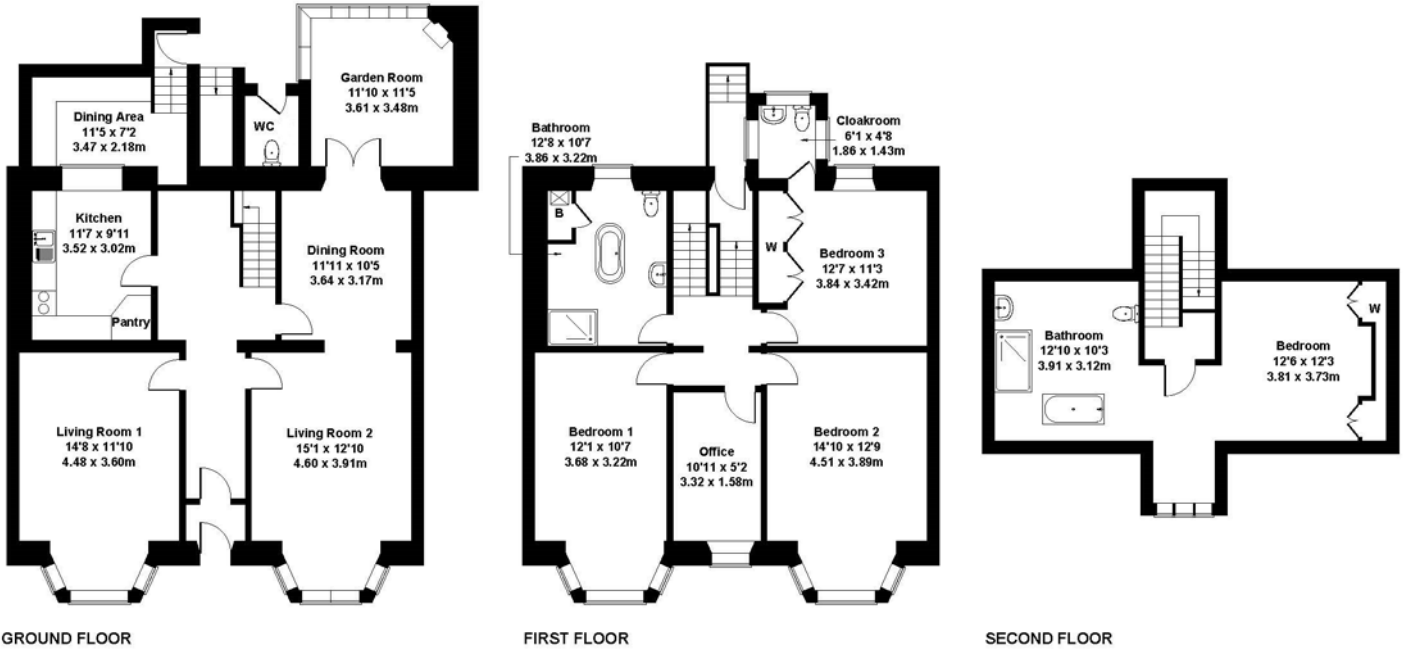 Garden Room
11'10 x 11'5
3.61 x 3.48m
Dining Area
11'5 x 7'2
3.47 x 2.18m
WC
Kitchen
11'7 x 9'11
3.52 x 3.02m
Pantry
Dining Room
11'11 x 10'5
3.64 x 3.17m
Living Room 1
14'8 x 11'10
4.48 x 3.60m
Living Room 2
15'1 x 12'10
4.60 x 3.91m
GROUND FLOOR
Bathroom
12'8 x 10'7
3.86 x 3.22m
Cloakroom
6'1 x 4'8
1.86 x 1.43m
B
W
Bedroom 3
12'7 x 11'3
3.84 x 3.42m
Bedroom 1
12'1 x 10'7
3.68 x 3.22m
Office
10'11 x 5'2
3.32 x 1.58m
Bedroom 2
14'10 x 12'9
4.51 x 3.89m
FIRST FLOOR
Bathroom
12'10 x 10'3
3.91 x 3.12m
Bedroom
12'6 x 12'3
3.81 x 3.73m
W
SECOND FLOOR